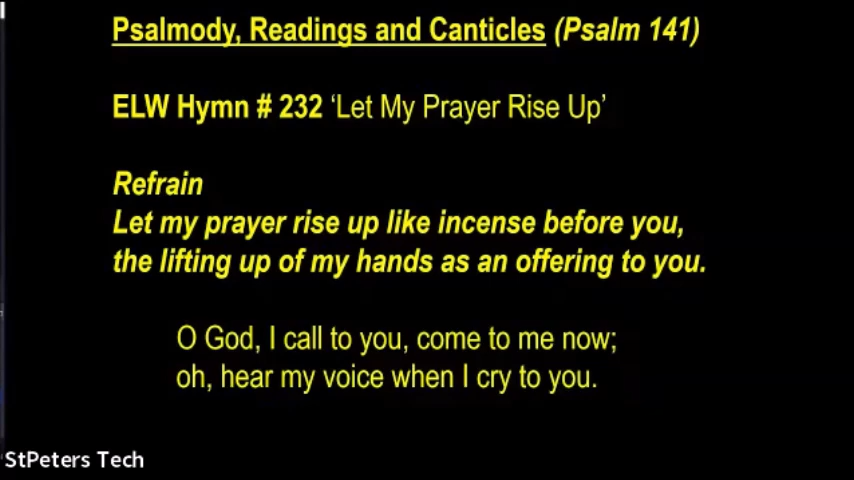 Psalmody, Readings and Canticles (Psalm 141)
ELW Hymn # 232 ‘Let My Prayer Rise Up’
Refrain
Let my prayer rise up like incense before you,
the lifting up of my hands as an offering to you.
O God, I call to you, come to me now;
oh, hear my voice when I cry to you.
StPeters Tech